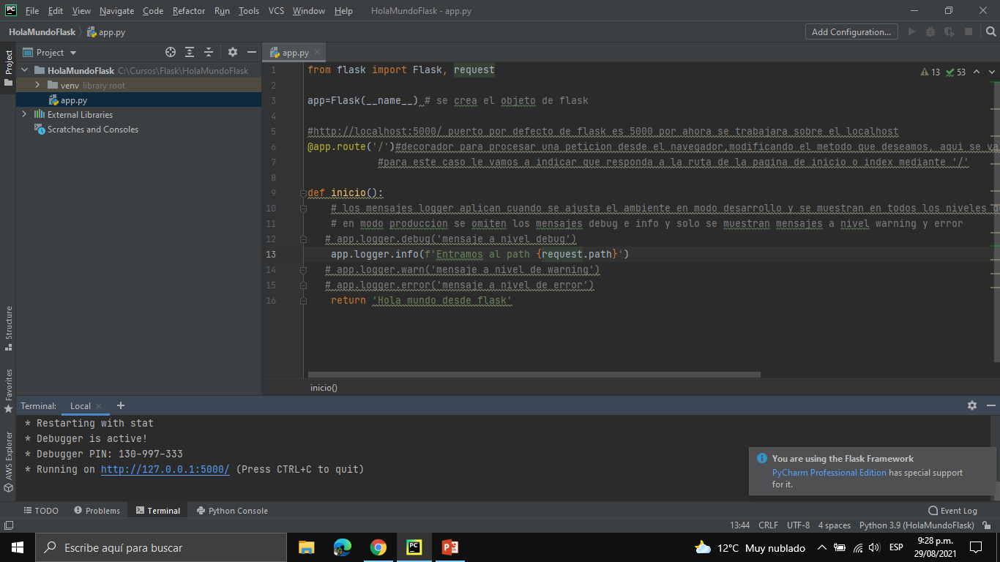 PC File Edit View Navigate Code Refactor Run Tools VCS Window Help HolaMundoFlask - app.py
HolaMundoFlask app.py Add Configuration...
Project
Project
HolaMundoFlask C:\Cursos\Flask\HolaMundoFlask
venv library root
app.py
External Libraries
Scratches and Consoles
Structure
Favorites
AWS Explorer
app.py
13 53
1 from flask import Flask, request
2
3 app=Flask(__name__) # se crea el objeto de flask
4
5 #http://localhost:5000/ puerto por defecto de flask es 5000 por ahora se trabajara sobre el localhost
6 @app.route('/')#decorador para procesar una peticion desde el navegador,modificando el metodo que deseamos, aqui se va
7 #para este caso le vamos a indicar que responda a la ruta de la pagina de inicio o index mediante '/'
8
9 def inicio():
10 # los mensajes logger aplican cuando se ajusta el ambiente en modo desarrollo y se muestran en todos los niveles
11 # en modo produccion se omiten los mensajes debug e info y solo se muestran mensajes a nivel warning y error
12 # app.logger.debug('mensaje a nivel debug')
13 app.logger.info(f'Entramos al path {request.path}')
14 # app.logger.warn('mensaje a nivel de warning')
15 # app.logger.error('mensaje a nivel de error')
16 return 'Hola mundo desde flask'
inicio()
Terminal: Local
* Restarting with stat
* Debugger is active!
* Debugger PIN: 130-997-333
* Running on http://127.0.0.1:5000/ (Press CTRL+C to quit)
You are using the Flask Framework
PyCharm Professional Edition has special support
for it.
TODO Problems Terminal Python Console Event Log
13:44 CRLF UTF-8 4 spaces Python 3.9 (HolaMundoFlask)
Escribe aquí para buscar
PC
P
12°C Muy nublado
ESP
9:28 p.m.
29/08/2021